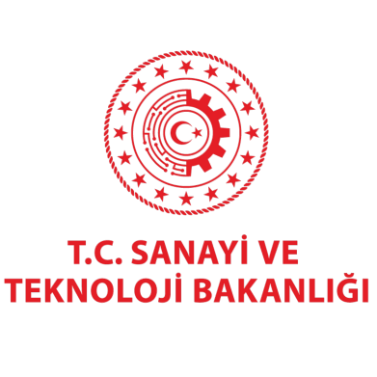 T.C. SANAYİ VE
TEKNOLOJİ BAKANLIĞI